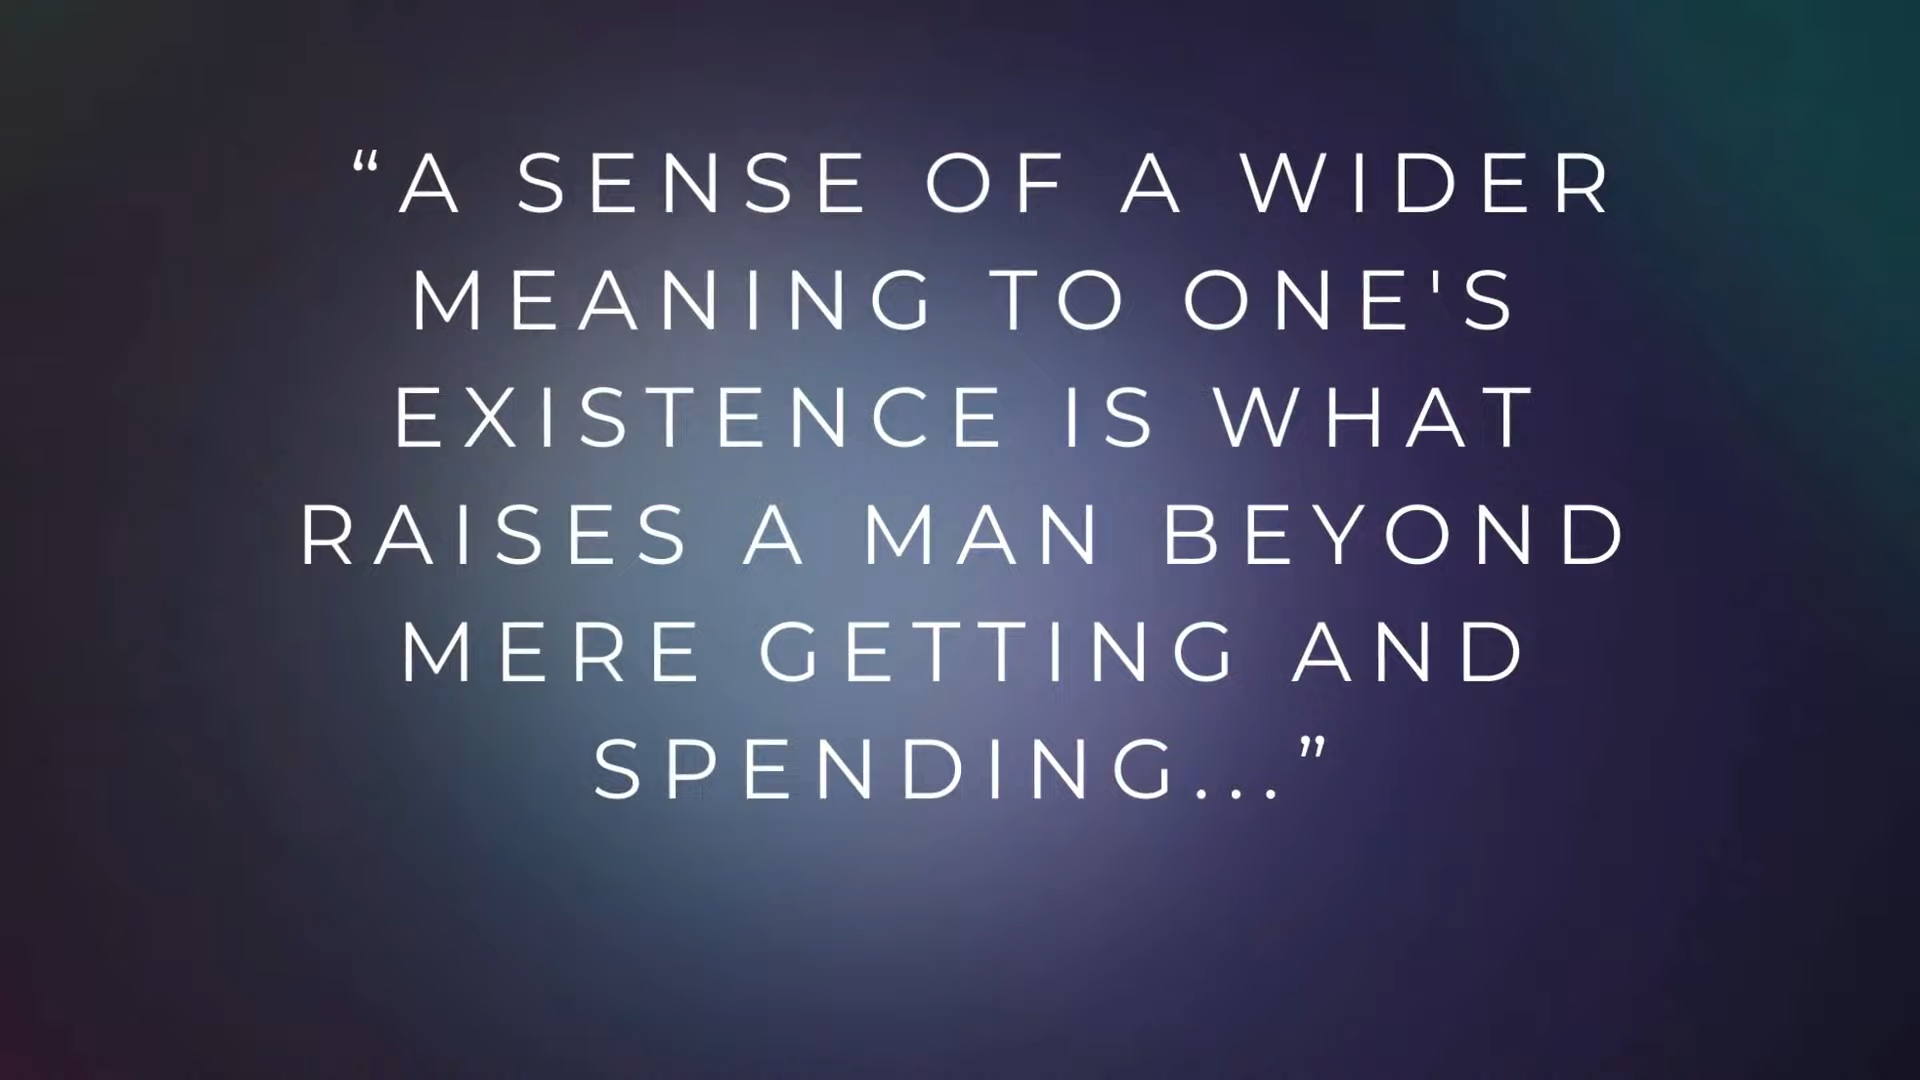 “A SENSE OF A WIDER
MEANING TO ONE'S
EXISTENCE IS WHAT
RAISES A MAN BEYOND
MERE GETTING AND
SPENDING...”